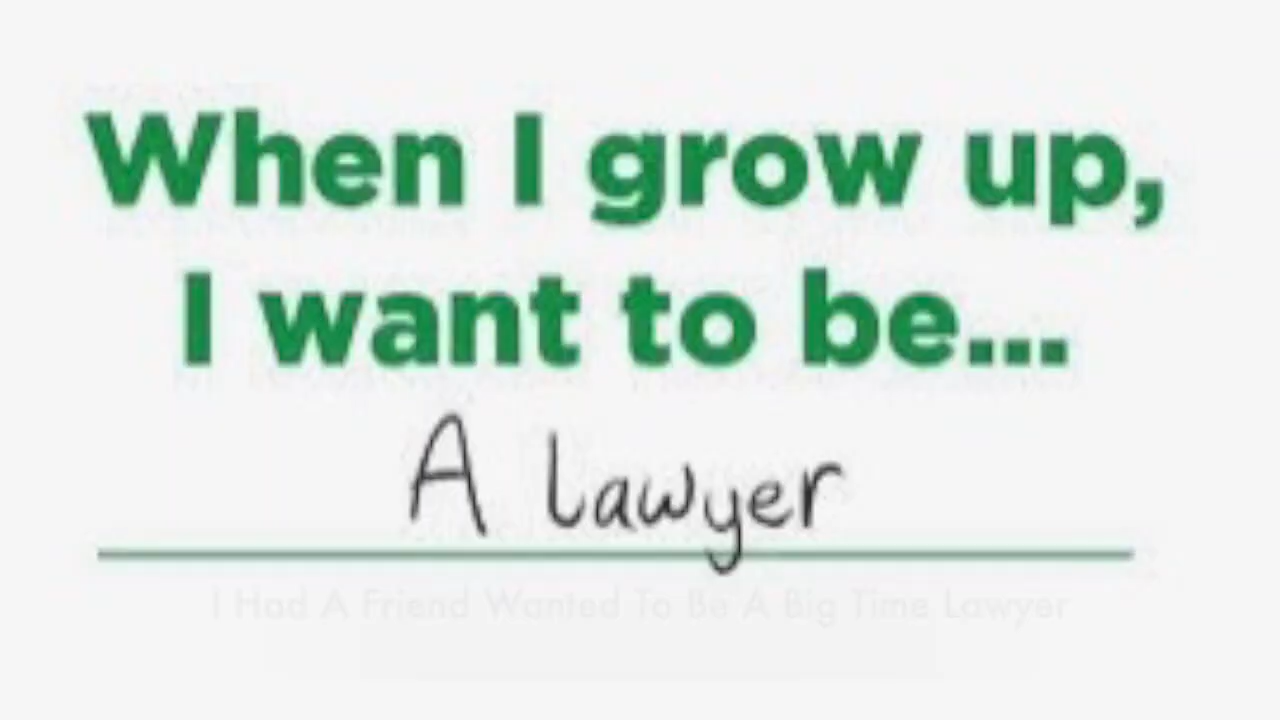 When I grow up,
I want to be...
A lawyer
I Had A Friend Wanted To Be A Big Time Lawyer